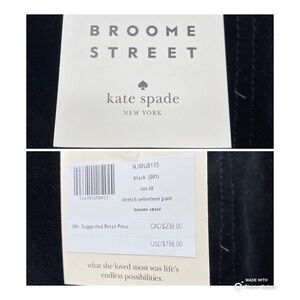 BROOME
STREET
kate spade
NEW YORK
NJMU8115
black (001)
size 26
stretch velveteen pant
broome street
Mfr. Suggested Retail Price
CAD$238.00
USD$198.00
what she loved most was life's
endless possibilities.
MADE WITH